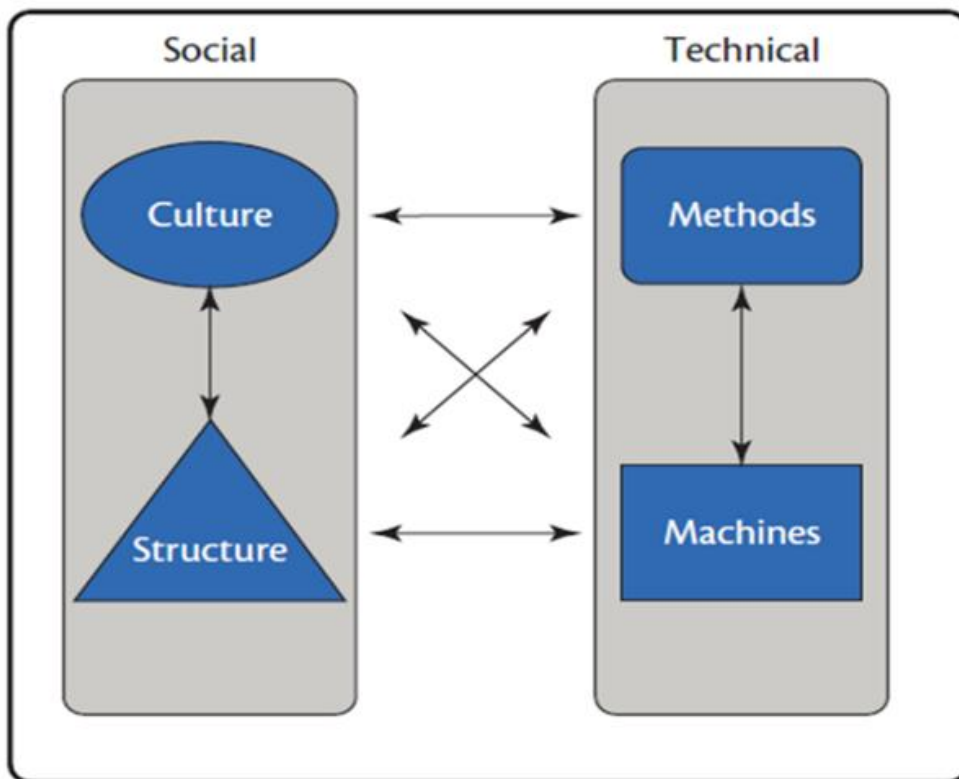 Social
Technical
Culture
Methods
Structure
Machines